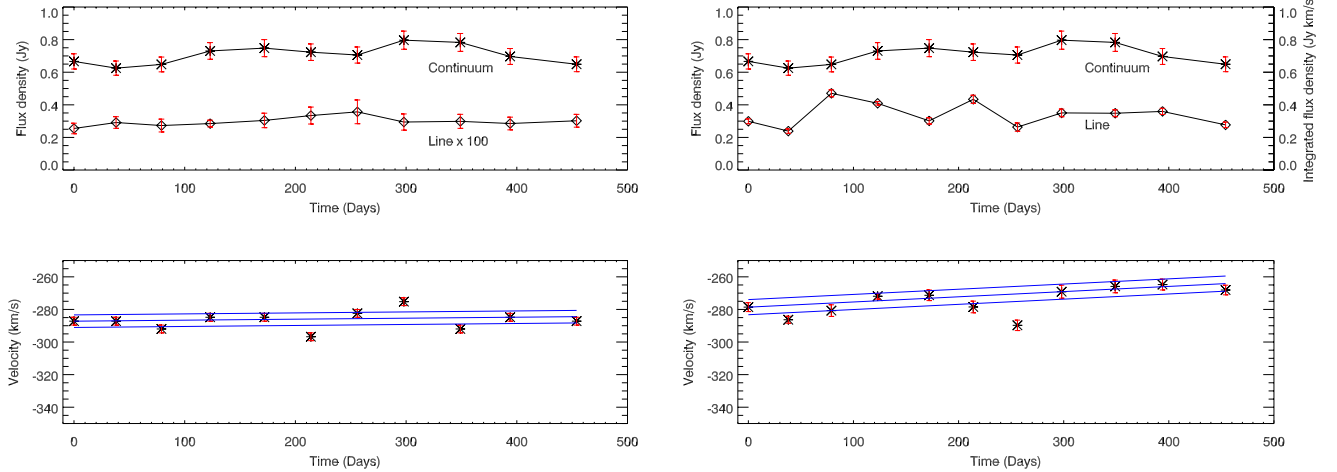 1.0
0.8
0.6
0.4
0.2
0.0
Flux density (Jy)
Continuum
Line x 100
0 100 200 300 400 500
Time (Days)
1.0
0.8
0.6
0.4
0.2
0.0
Flux density (Jy)
Continuum
Line
1.0
0.8
0.6
0.4
0.2
0.0
Integrated flux density (Jy km/s)
0 100 200 300 400 500
Time (Days)
-260
-280
-300
-320
-340
Velocity (km/s)
0 100 200 300 400 500
Time (Days)
-260
-280
-300
-320
-340
Velocity (km/s)
0 100 200 300 400 500
Time (Days)